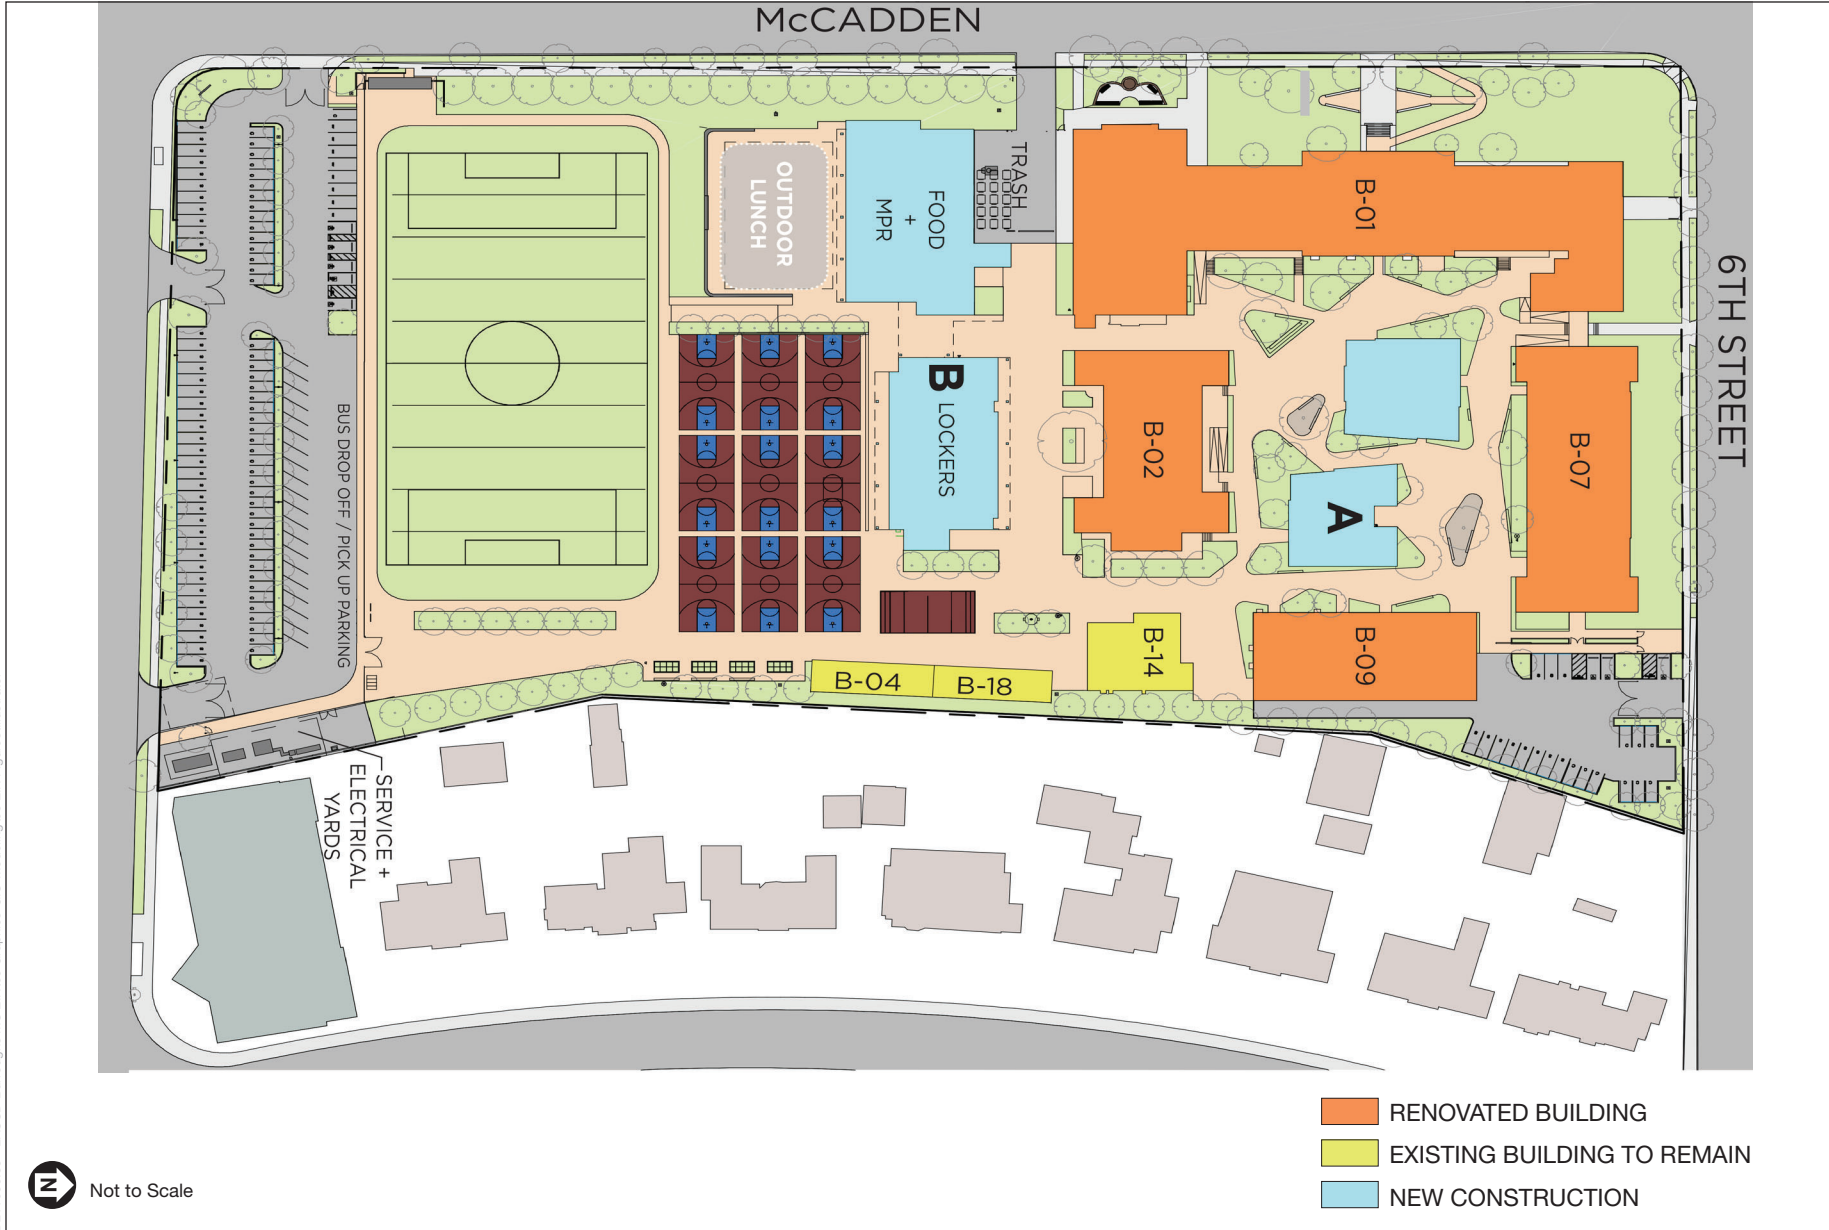 McCADDEN
6TH STREET
TRASH
OUTDOOR
LUNCH
FOOD
+
MPR
B-01
B
LOCKERS
B-02
A
B-07
BUS DROP OFF / PICK UP PARKING
B-14
B-09
B-04
B-18
SERVICE +
ELECTRICAL
YARDS
RENOVATED BUILDING
EXISTING BUILDING TO REMAIN
NEW CONSTRUCTION
N
Not to Scale